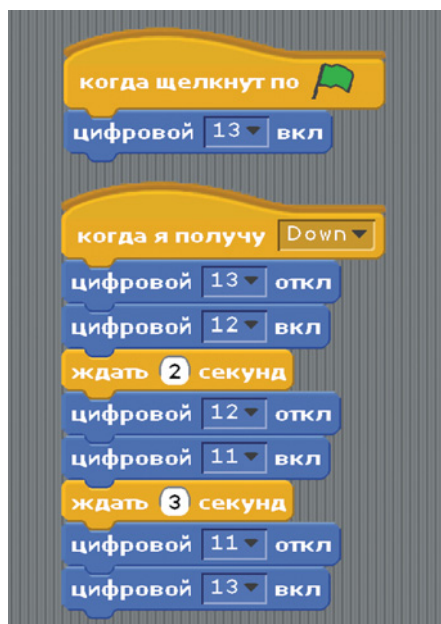 когда щелкнут по
цифровой 13 вкл
когда я получу Down
цифровой 13 откл
цифровой 12 вкл
ждать 2 секунд
цифровой 12 откл
цифровой 11 вкл
ждать 3 секунд
цифровой 11 откл
цифровой 13 вкл